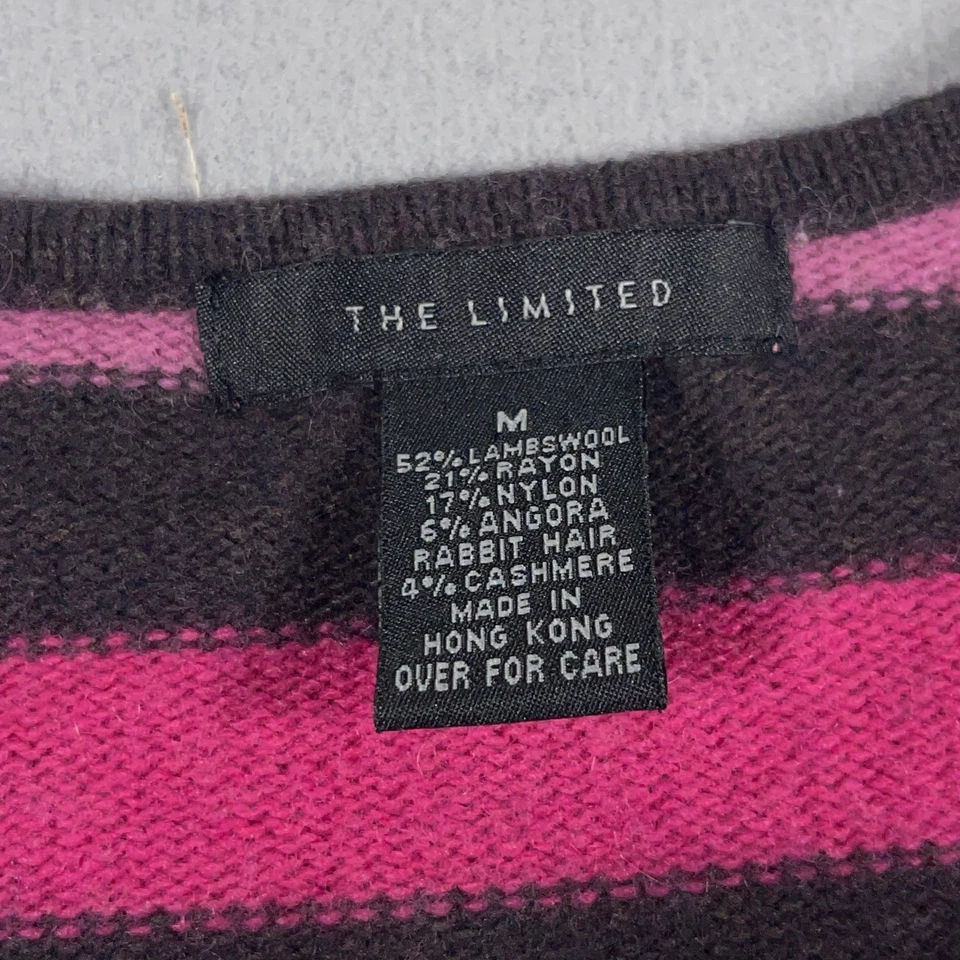 THE LIMITED
M
52% LAMBSWOOL
21% RAYON
17% NYLON
6% ANGORA
RABBIT HAIR
4% CASHMERE
MADE IN
HONG KONG
OVER FOR CARE